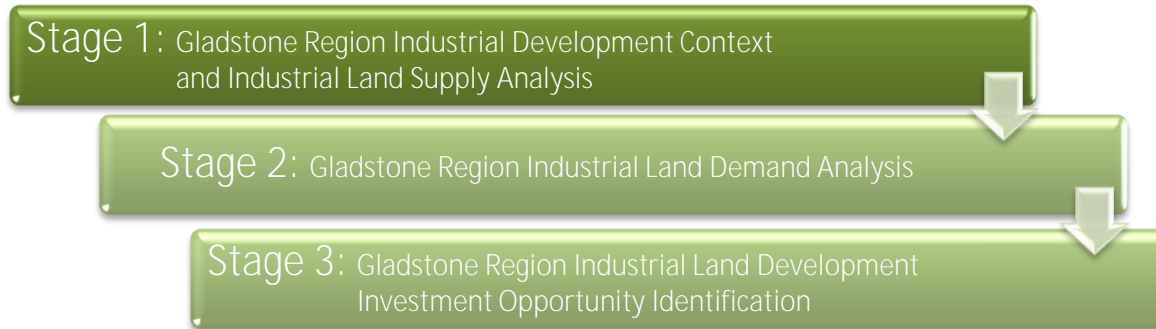 Stage 1: Gladstone Region Industrial Development Context
and Industrial Land Supply Analysis
Stage 2: Gladstone Region Industrial Land Demand Analysis
Stage 3: Gladstone Region Industrial Land Development
Investment Opportunity Identification